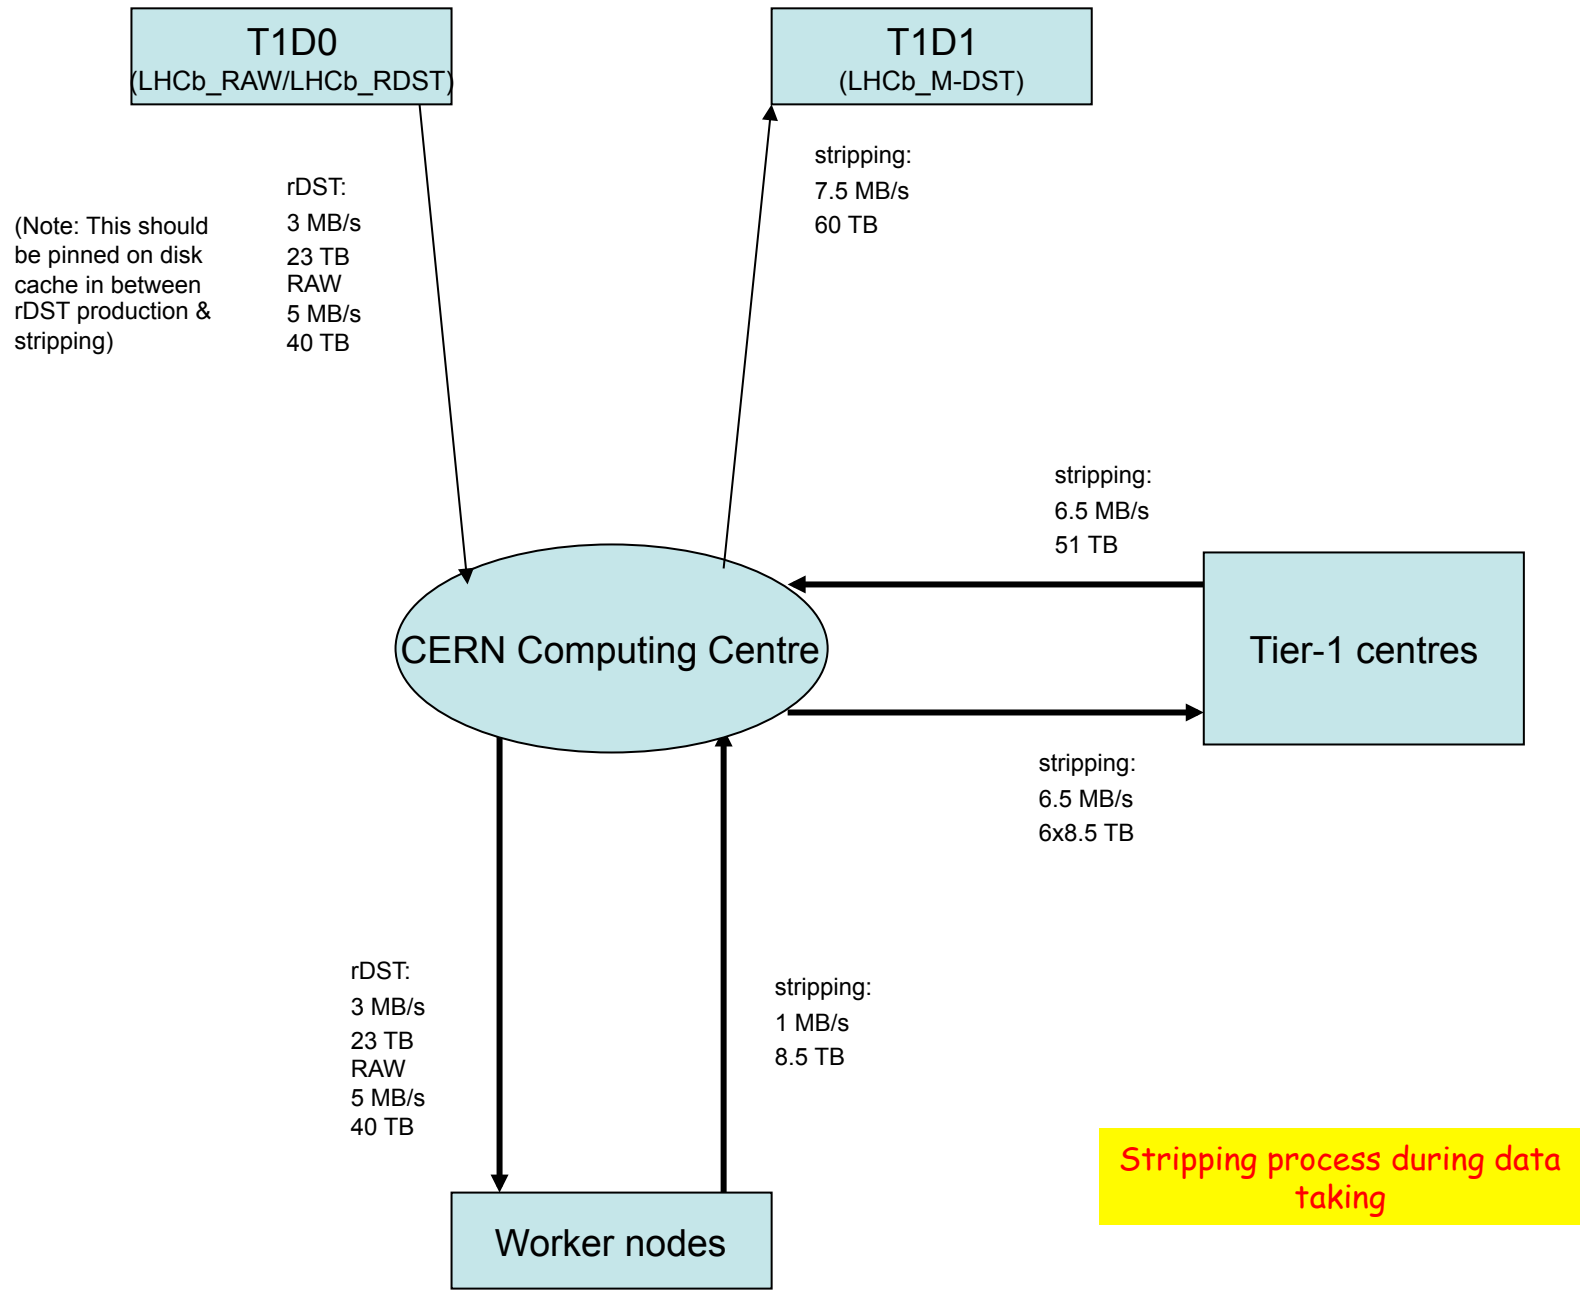 T1D0
(LHCb_RAW/LHCb_RDST)
T1D1
(LHCb_M-DST)
stripping:
7.5 MB/s
60 TB
rDST:
3 MB/s
23 TB
RAW
5 MB/s
40 TB
(Note: This should
be pinned on disk
cache in between
rDST production &
stripping)
stripping:
6.5 MB/s
51 TB
CERN Computing Centre
Tier-1 centres
stripping:
6.5 MB/s
6x8.5 TB
rDST:
3 MB/s
23 TB
RAW
5 MB/s
40 TB
stripping:
1 MB/s
8.5 TB
Stripping process during data
taking
Worker nodes